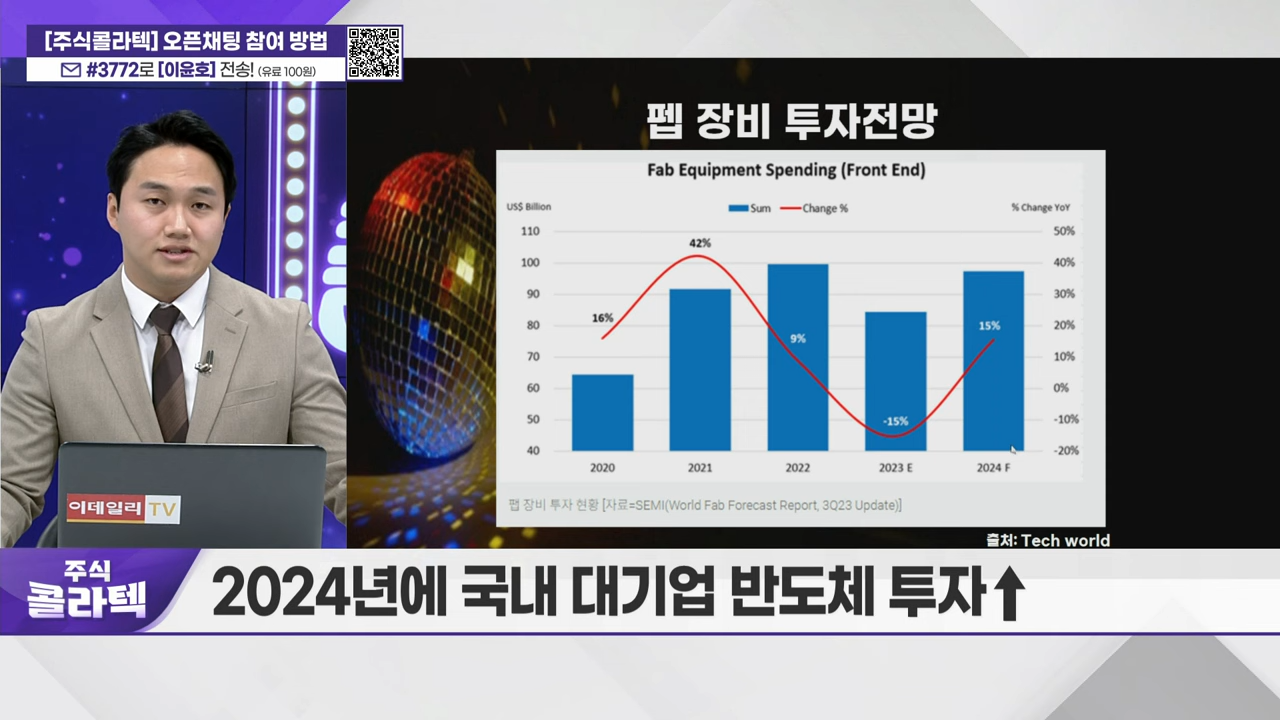 [주식콜라텍] 오픈채팅 참여 방법
#3772로 [이윤호] 전송! (유료 100원)
펩 장비 투자전망
Fab Equipment Spending (Front End)
US$ Billion
Sum
Change %
% Change YoY
110
100
90
80
70
60
50
40
50%
40%
30%
20%
10%
0%
-10%
-20%
16%
42%
9%
-15%
15%
2020
2021
2022
2023 E
2024 F
팹 장비 투자 현황 [자료=SEMI(World Fab Forecast Report, 3Q23 Update)]
출처: Tech world
이데일리 TV
주식
콜라텍
2024년에 국내 대기업 반도체 투자↑